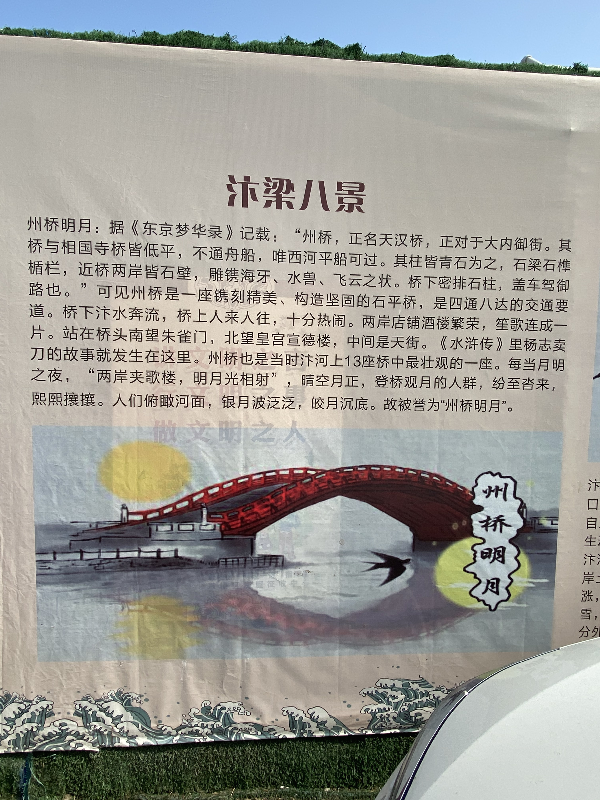 汴梁八景
州桥明月：据《东京梦华录》记载：“州桥，正名天汉桥，正对于大内御街。其
桥与相国寺桥皆低平，不通舟船，唯西河平船可过。其柱皆青石为之，石梁石榫
楯栏，近桥两岸皆石壁，雕镌海牙、水兽、飞云之状。桥下密排石柱，盖车驾御
路也。”可见州桥是一座镌刻精美、构造坚固的石平桥，是四通八达的交通要
道。桥下汴水奔流，桥上人来人往，十分热闹。两岸店铺酒楼繁荣，笙歌连成一
片。站在桥头南望朱雀门，北望皇宫宣德楼，中间是天街。《水浒传》里杨志卖
刀的故事就发生在这里。州桥也是当时汴河上13座桥中最壮观的一座。每当月明
之夜，“两岸夹歌楼，明月光相射”，晴空月正，登桥观月的人群，纷至沓来，
熙熙攘攘。人们俯瞰河面，银月波泛泛，皎月沉底。故被誉为“州桥明月”。
做文明之人
州桥明月
汴
口
自
生
汴
岸
涨，
雪，
分外